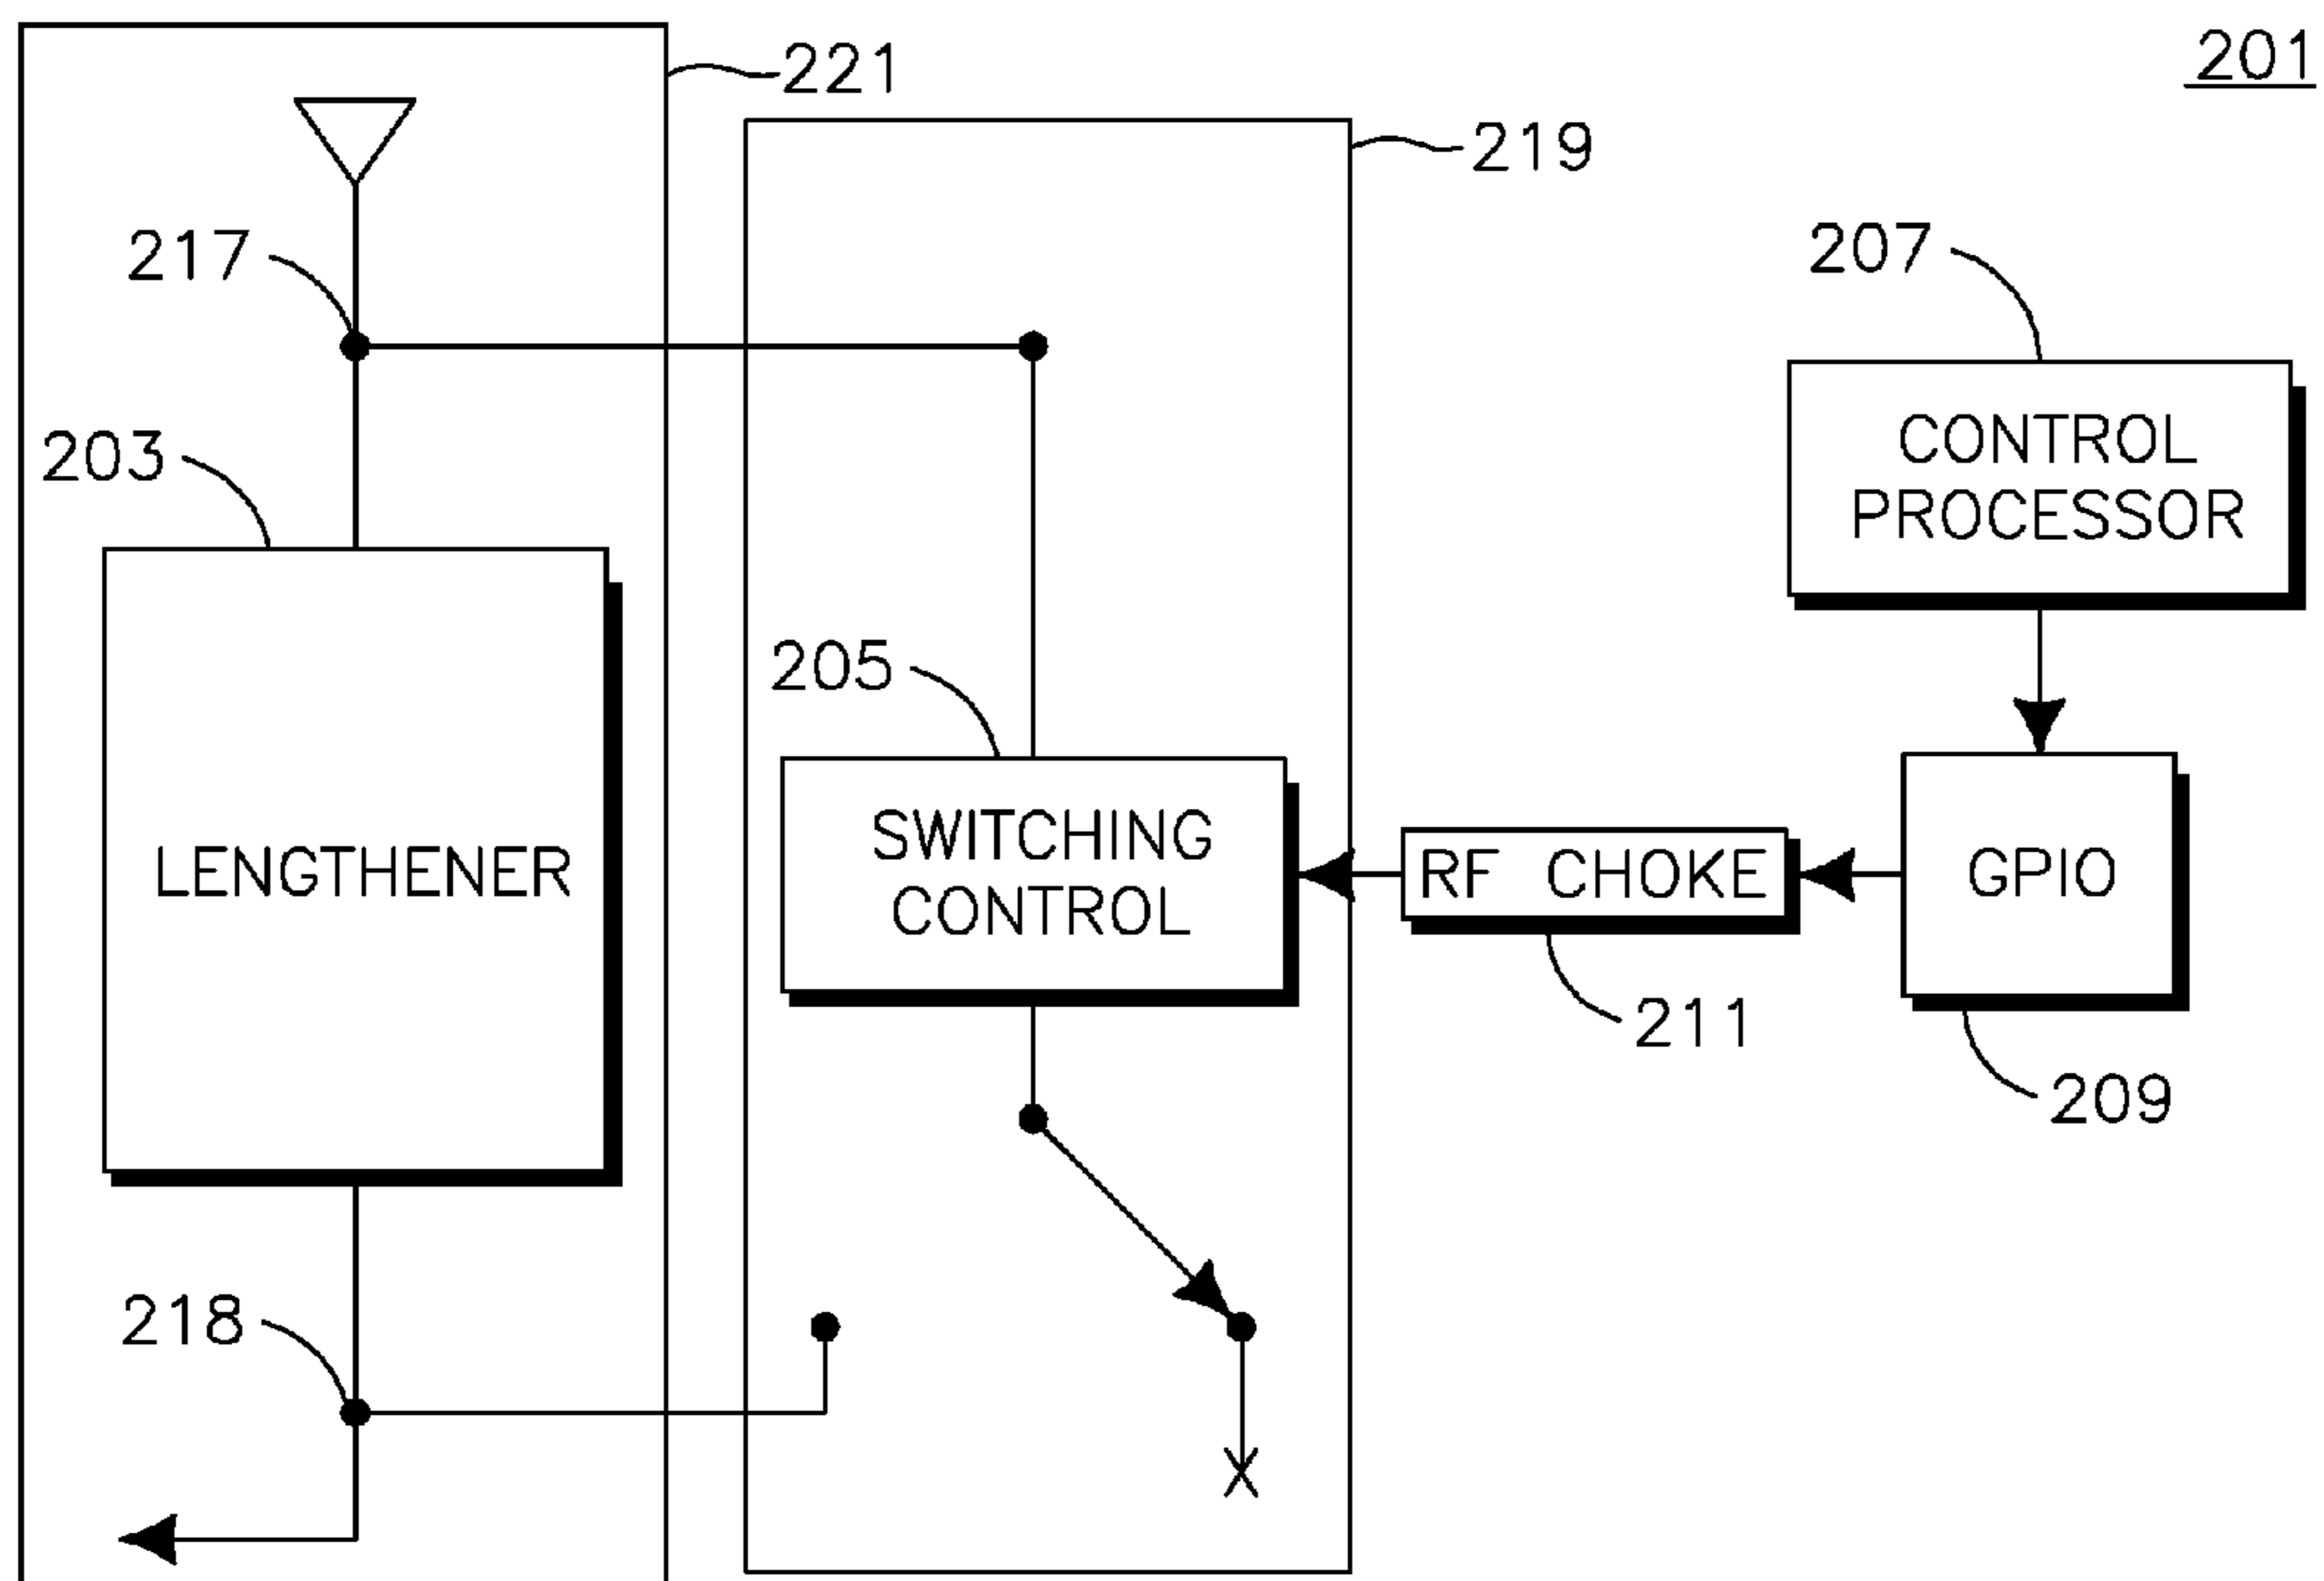 201
221
219
217
207
203
CONTROL
PROCESSOR
205
LENGTHENER
SWITCHING
CONTROL
RF CHOKE
GPIO
211
209
218
X